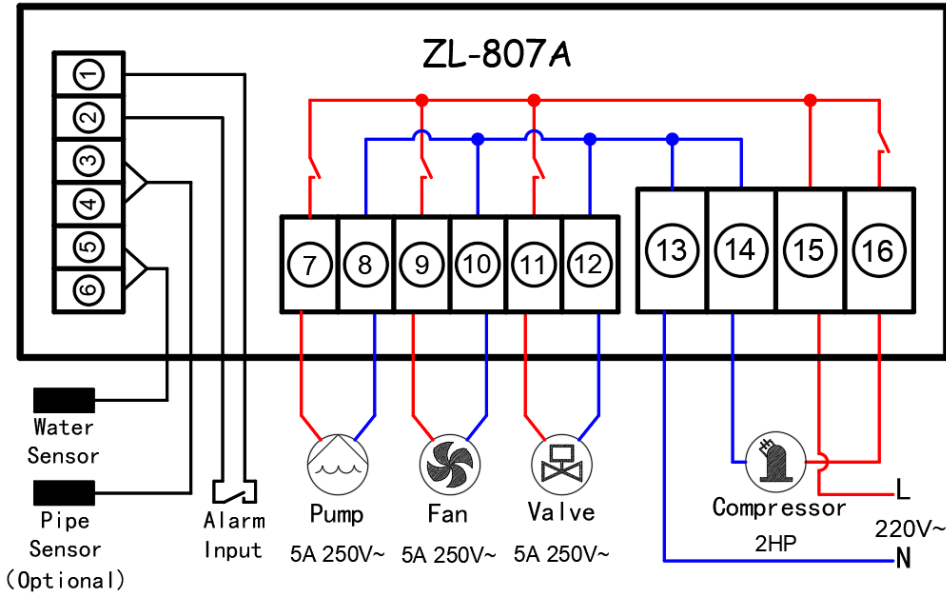 ZL-807A
①
②
③
④
⑤
⑥
⑦ ⑧ ⑨ ⑩ ⑪ ⑫
⑬ ⑭ ⑮ ⑯
Water
Sensor
Pipe
Sensor
(Optional)
Alarm
Input
Pump
5A 250V~
Fan
5A 250V~
Valve
5A 250V~
Compressor
2HP
L
220V~
N